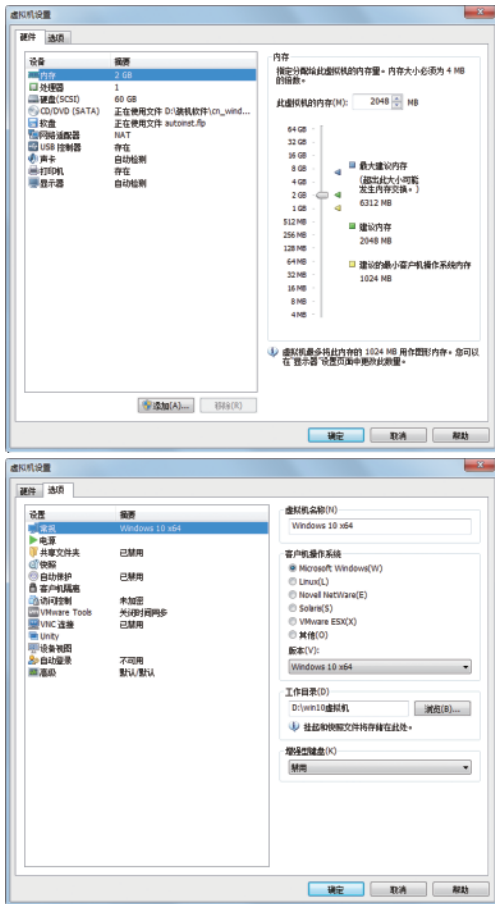 虚拟机设置
硬件 选项
设备 摘要
内存 2 GB
处理器 1
硬盘(SCSI) 60 GB
CD/DVD (SATA) 正在使用文件 D:\装机软件\cn_wind...
软盘 正在使用文件 autoinst.flp
网络适配器 NAT
USB 控制器 存在
声卡 自动检测
打印机 存在
显示器 自动检测
添加(A)... 移除(R)
内存
指定分配给此虚拟机的内存量。内存大小必须为 4 MB
的倍数。
此虚拟机的内存(M): 2048 MB
64 GB
32 GB
16 GB
8 GB
4 GB
2 GB
1 GB
512 MB
256 MB
128 MB
64 MB
32 MB
16 MB
8 MB
4 MB
最大建议内存
(超出此大小可能
发生内存交换。)
6312 MB
建议内存
2048 MB
建议的最小客户机操作系统内存
1024 MB
虚拟机最多将此内存的 1024 MB 用作图形内存。您可以
在"显示器"设置页面中更改此数量。
确定 取消 帮助
虚拟机设置
硬件 选项
设置 摘要
常规 Windows 10 x64
电源
共享文件夹 已禁用
快照
自动保护 已禁用
客户机隔离
访问控制 未加密
VMware Tools 关闭时间同步
VNC 连接 已禁用
Unity
设备视图
自动登录 不可用
高级 默认/默认
虚拟机名称(N)
Windows 10 x64
客户机操作系统
Microsoft Windows(W)
Linux(L)
Novell NetWare(E)
Solaris(S)
VMware ESX(X)
其他(O)
版本(V):
Windows 10 x64
工作目录(D)
D:\win10虚拟机 浏览(B)...
挂起和快照文件将存储在此处。
增强型键盘(K)
禁用
确定 取消 帮助